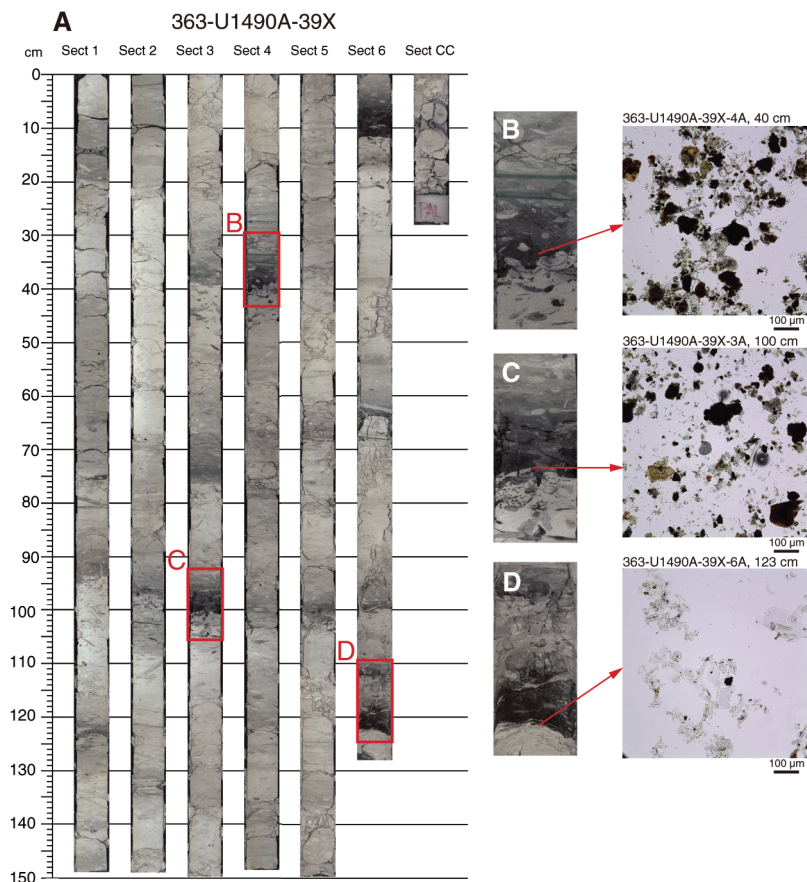 A
363-U1490A-39X
cm
Sect 1
Sect 2
Sect 3
Sect 4
Sect 5
Sect 6
Sect CC
0
10
20
30
40
50
60
70
80
90
100
110
120
130
140
150
PAL
B
C
D
B
363-U1490A-39X-4A, 40 cm
100 µm
C
363-U1490A-39X-3A, 100 cm
100 µm
D
363-U1490A-39X-6A, 123 cm
100 µm